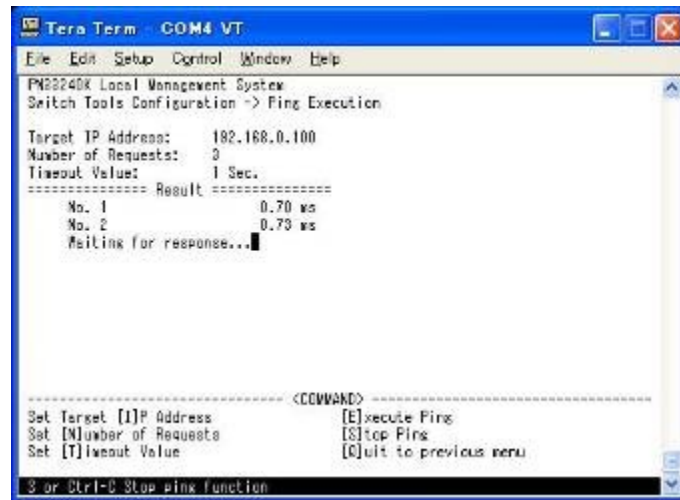 Tera Term - COM4 VT
File Edit Setup Control Window Help
PN23240K Local Management System
Switch Tools Configuration -> Ping Execution
Target IP Address: 192.168.0.100
Number of Requests: 3
Timeout Value: 1 Sec.
=============== Result ===============
No. 1 0.70 ms
No. 2 0.73 ms
Waiting for response...
-------------------------------- <COMMAND> -----------------------------------
Set Target [I]P Address [E]xecute Ping
Set [N]umber of Requests [S]top Ping
Set [T]imeout Value [Q]uit to previous menu
S or Ctrl-C Stop ping function